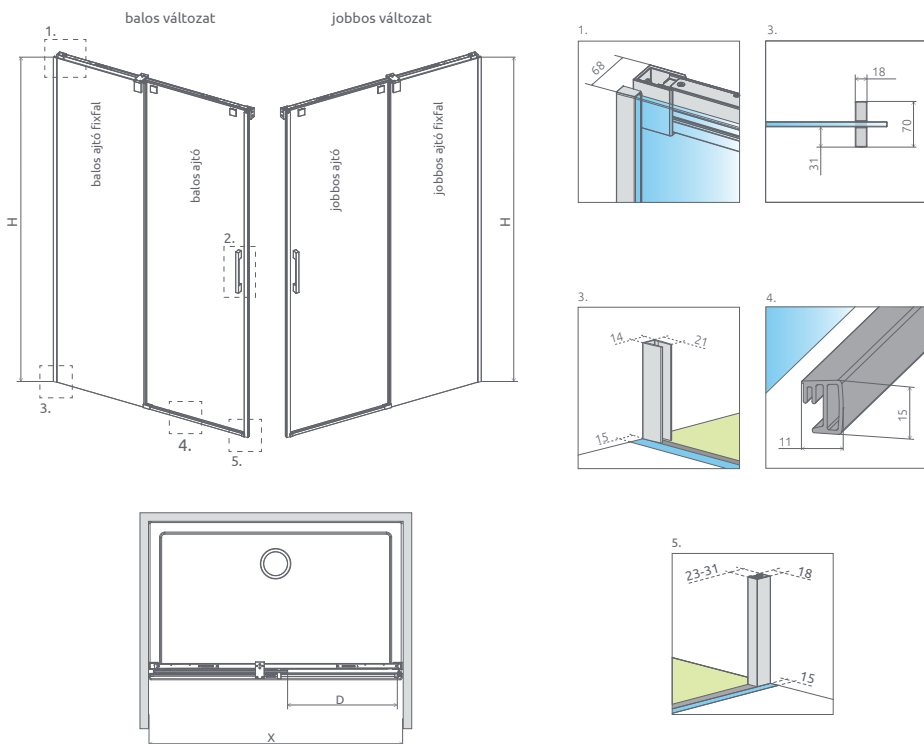 balos változat
jobbos változat
1.
H
balos ajtó fixfal
balos ajtó
2.
3.
4.
5.
jobbos ajtó
jobbos ajtó fixfal
H
1.
68
3.
18
70
31
3.
14
21
15
4.
15
11
D
X
5.
23-31
18
15